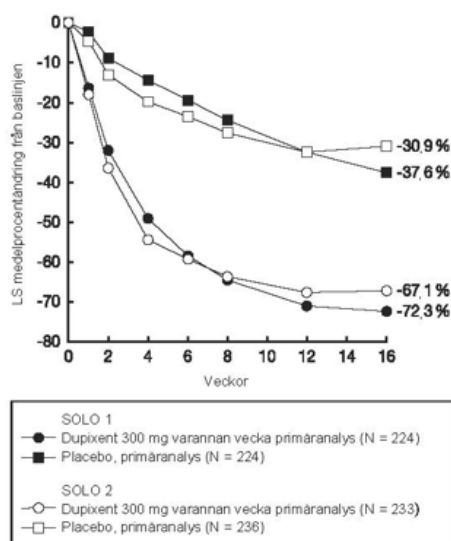 LS medelprocentändring från baslinjen
0
-10
-20
-30
-40
-50
-60
-70
-80
-30,9 %
-37,6 %
-67,1 %
-72,3 %
0 2 4 6 8 10 12 14 16
Veckor
SOLO 1
Dupixent 300 mg varannan vecka primäranalys (N = 224)
Placebo, primäranalys (N = 224)
SOLO 2
Dupixent 300 mg varannan vecka primäranalys (N = 233)
Placebo, primäranalys (N = 236)